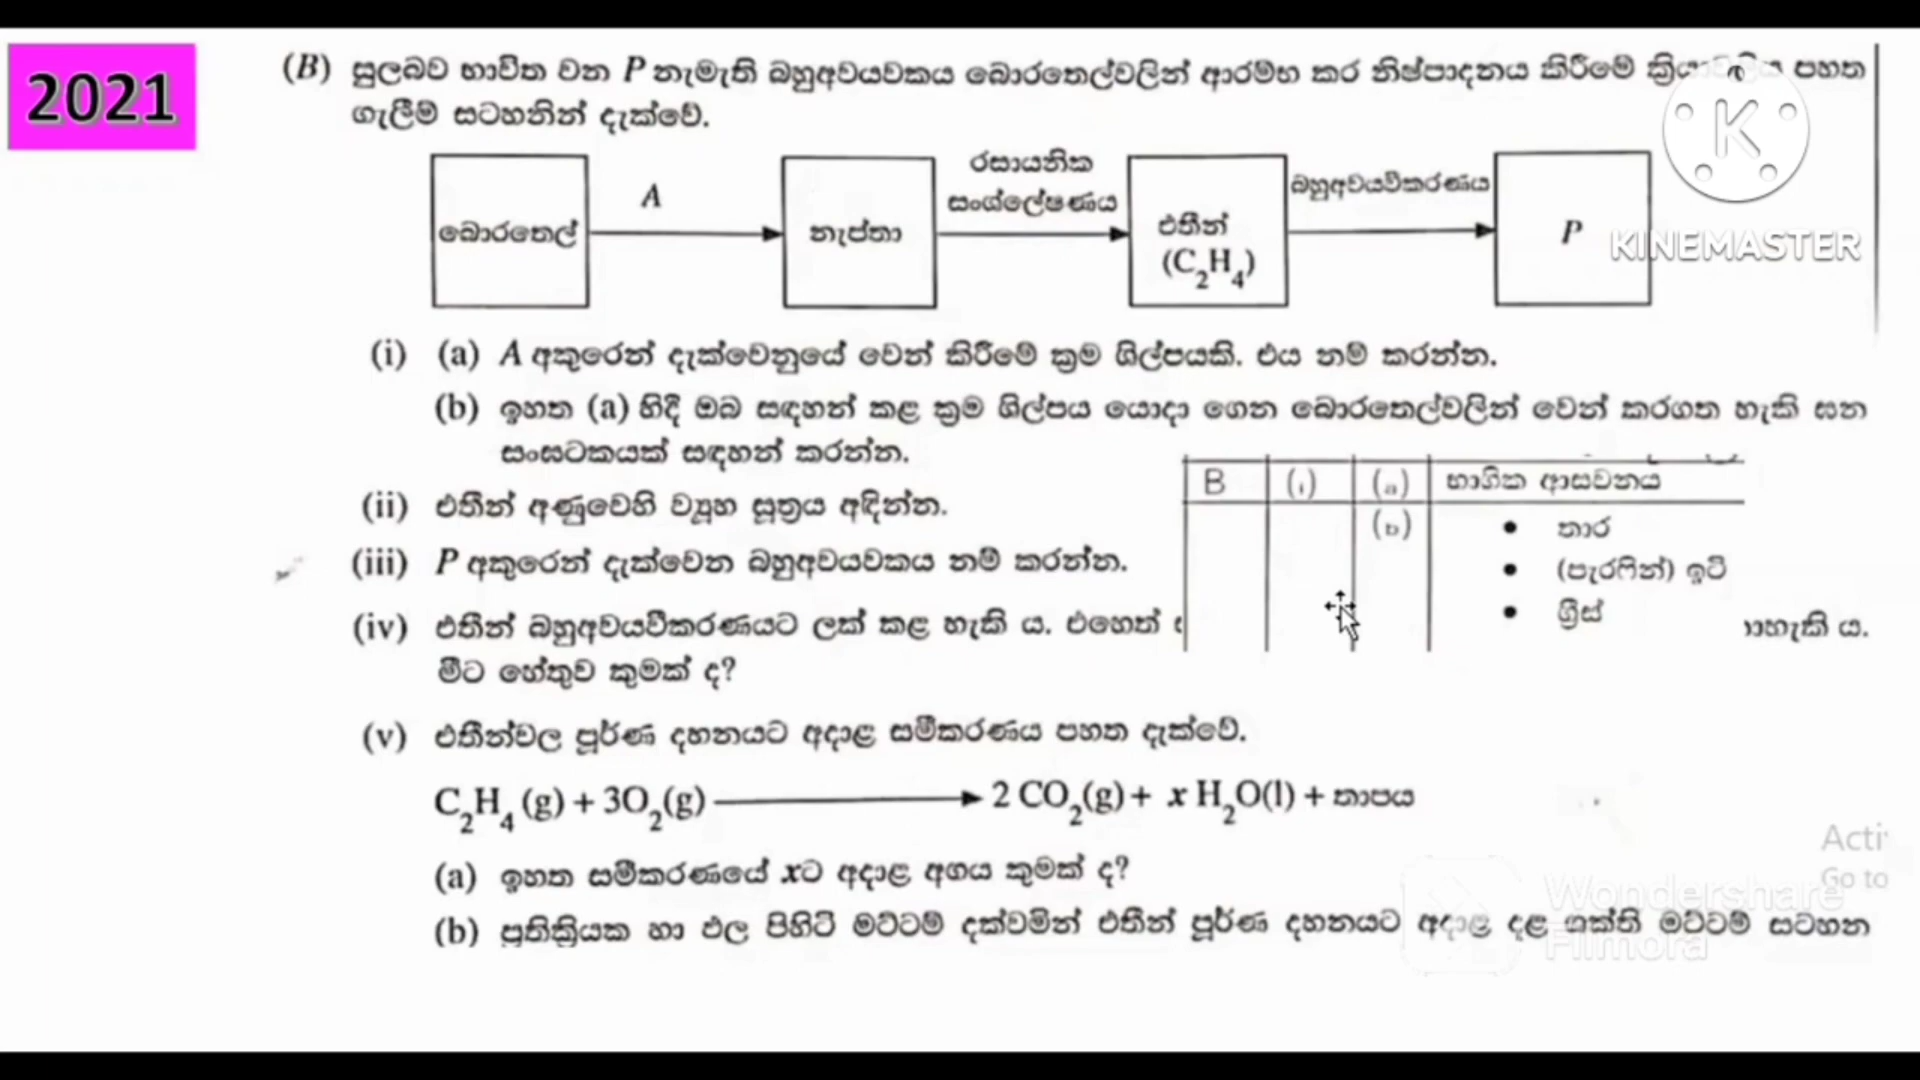 2021
(B) සුලබව භාවිත වන P නැමැති බහුඅවයවකය බොරතෙල්වලින් ආරම්භ කර නිෂ්පාදනය කිරීමේ පහත
ගැලීම් සටහනින් දැක්වේ.
බොරතෙල්
A
නැප්තා
රසායනික
සංශ්ලේෂණය
එතීන්
(C₂H₄)
බහුඅවයවීකරණය
P
K
KINEMASTER
(i) (a) A අකුරෙන් දැක්වෙනුයේ වෙන් කිරීමේ ක්‍රම ශිල්පයකි. එය නම් කරන්න.
(b) ඉහත (a) හිදී ඔබ සඳහන් කළ ක්‍රම ශිල්පය යොදා ගෙන බොරතෙල්වලින් වෙන් කරගත හැකි ඝන
සංඝටකයක් සඳහන් කරන්න.
(ii) එතීන් අණුවෙහි ව්‍යූහ සූත්‍රය අඳින්න.
(iii) P අකුරෙන් දැක්වෙන බහුඅවයවකය නම් කරන්න.
B (i) (a) භාගික ආසවනය
(b) • තාර
• (පැරෆින්) ඉටි
• ග්‍රීස්
(iv) එතීන් බහුඅවයවීකරණයට ලක් කළ හැකි ය. එහෙත්
මීට හේතුව කුමක් ද?
(v) එතීන්වල පූර්ණ දහනයට අදාළ සමීකරණය පහත දැක්වේ.
C₂H₄ (g) + 3O₂(g) ⟶ 2 CO₂(g) + x H₂O(l) + තාපය
(a) ඉහත සමීකරණයේ xට අදාළ අගය කුමක් ද?
(b) ප්‍රතික්‍රියක හා ඵල පිහිටි මට්ටම් දක්වමින් එතීන් පූර්ණ දහනයට අදාළ දළ ශක්ති මට්ටම් සටහන
Go to
Wondershare
Filmora